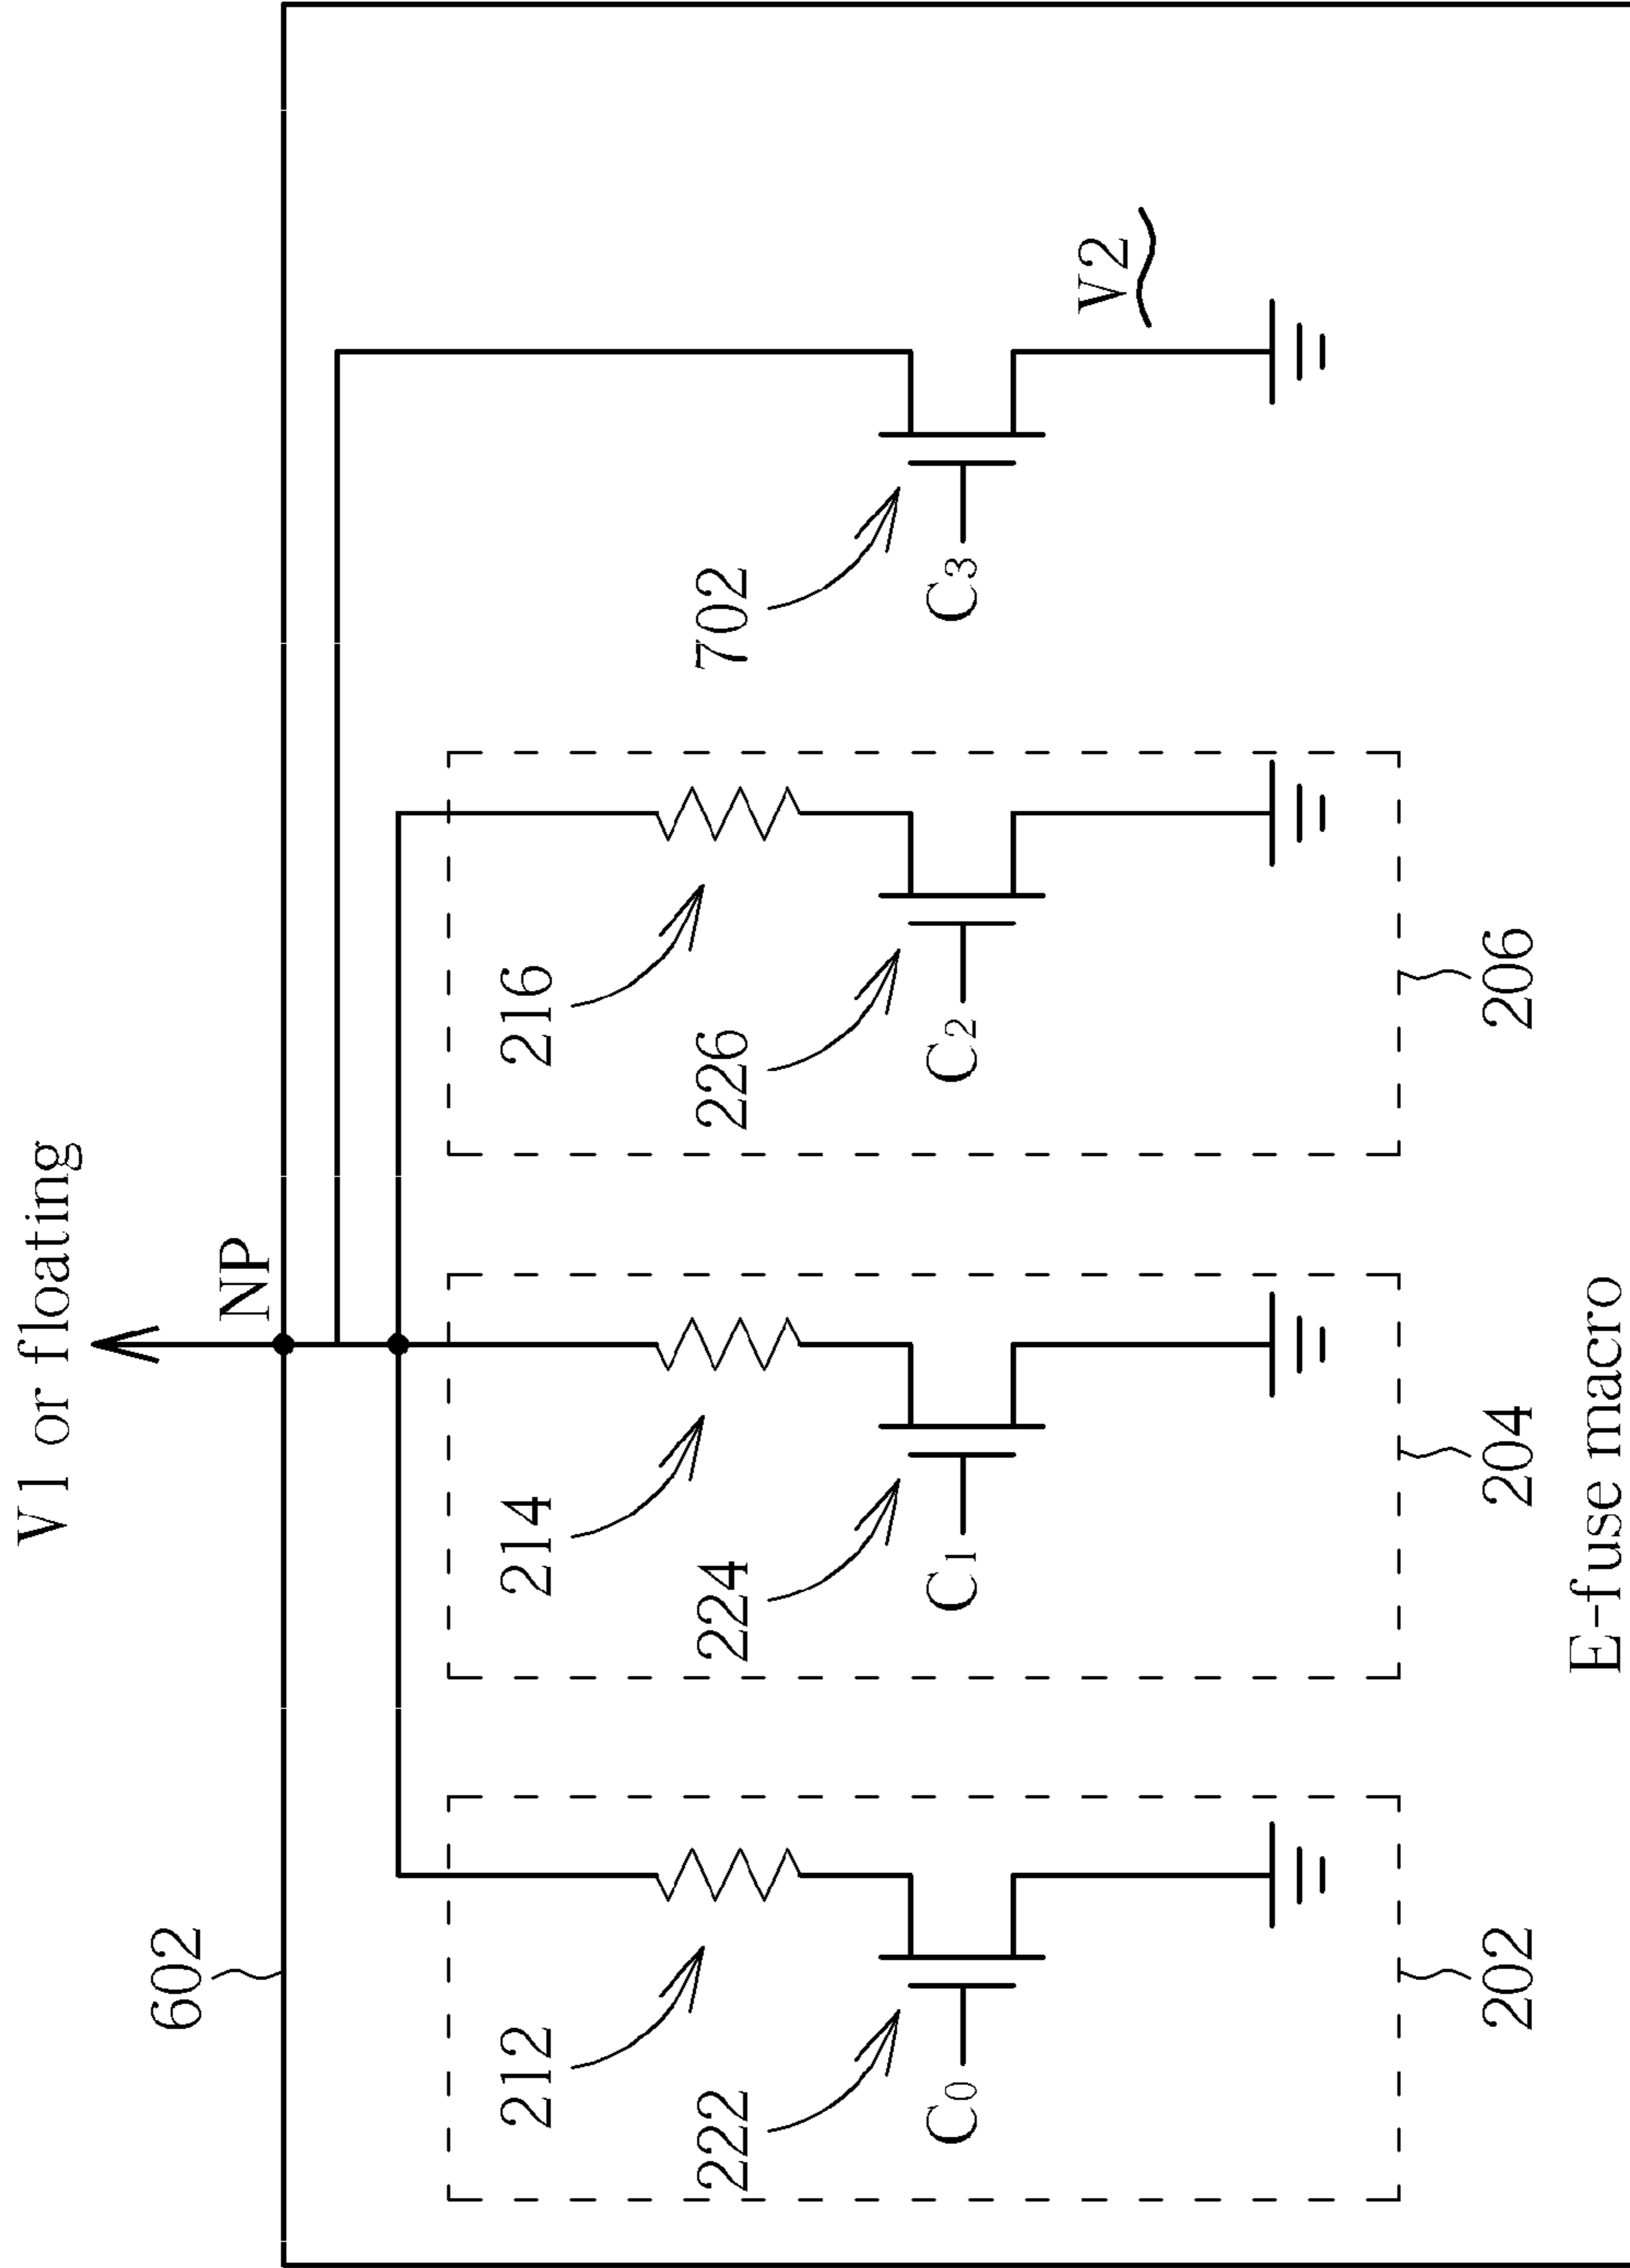 V1 or floating
602
NP
212
214
216
222
224
226
702
C0
C1
C2
C3
V2
202
204
206
E-fuse macro